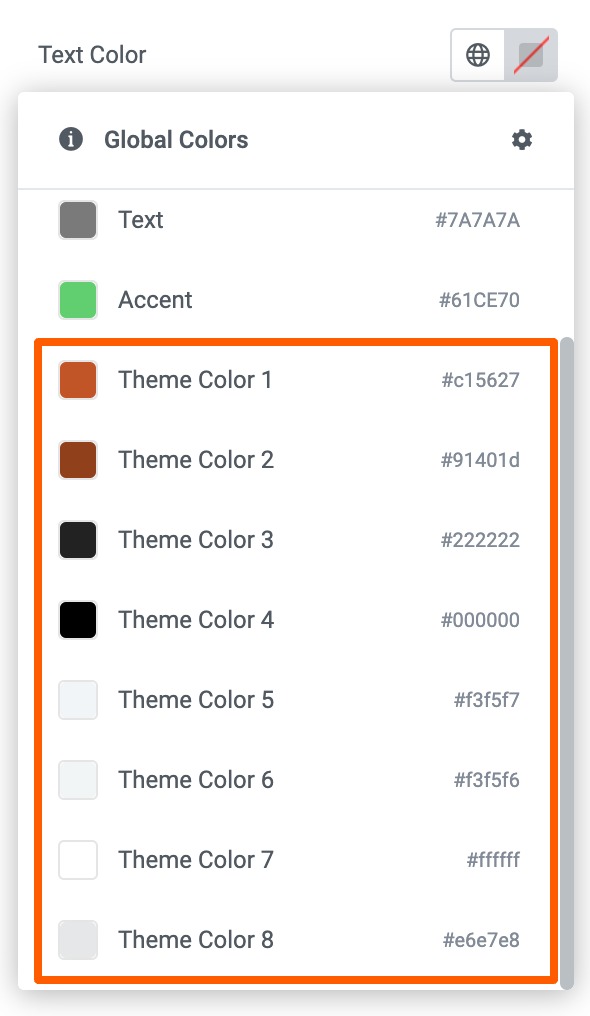 Text Color
Global Colors
Text #7A7A7A
Accent #61CE70
Theme Color 1 #c15627
Theme Color 2 #91401d
Theme Color 3 #222222
Theme Color 4 #000000
Theme Color 5 #f3f5f7
Theme Color 6 #f3f5f6
Theme Color 7 #ffffff
Theme Color 8 #e6e7e8